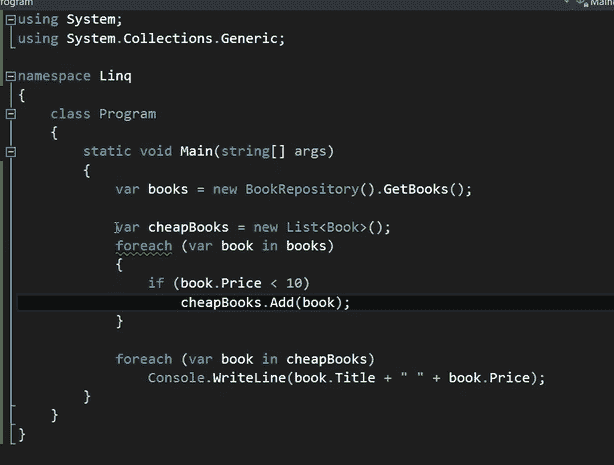 rogram
Main
using System;
using System.Collections.Generic;
namespace Linq
{
class Program
{
static void Main(string[] args)
{
var books = new BookRepository().GetBooks();
var cheapBooks = new List<Book>();
foreach (var book in books)
{
if (book.Price < 10)
cheapBooks.Add(book);
}
foreach (var book in cheapBooks)
Console.WriteLine(book.Title + " " + book.Price);
}
}
}